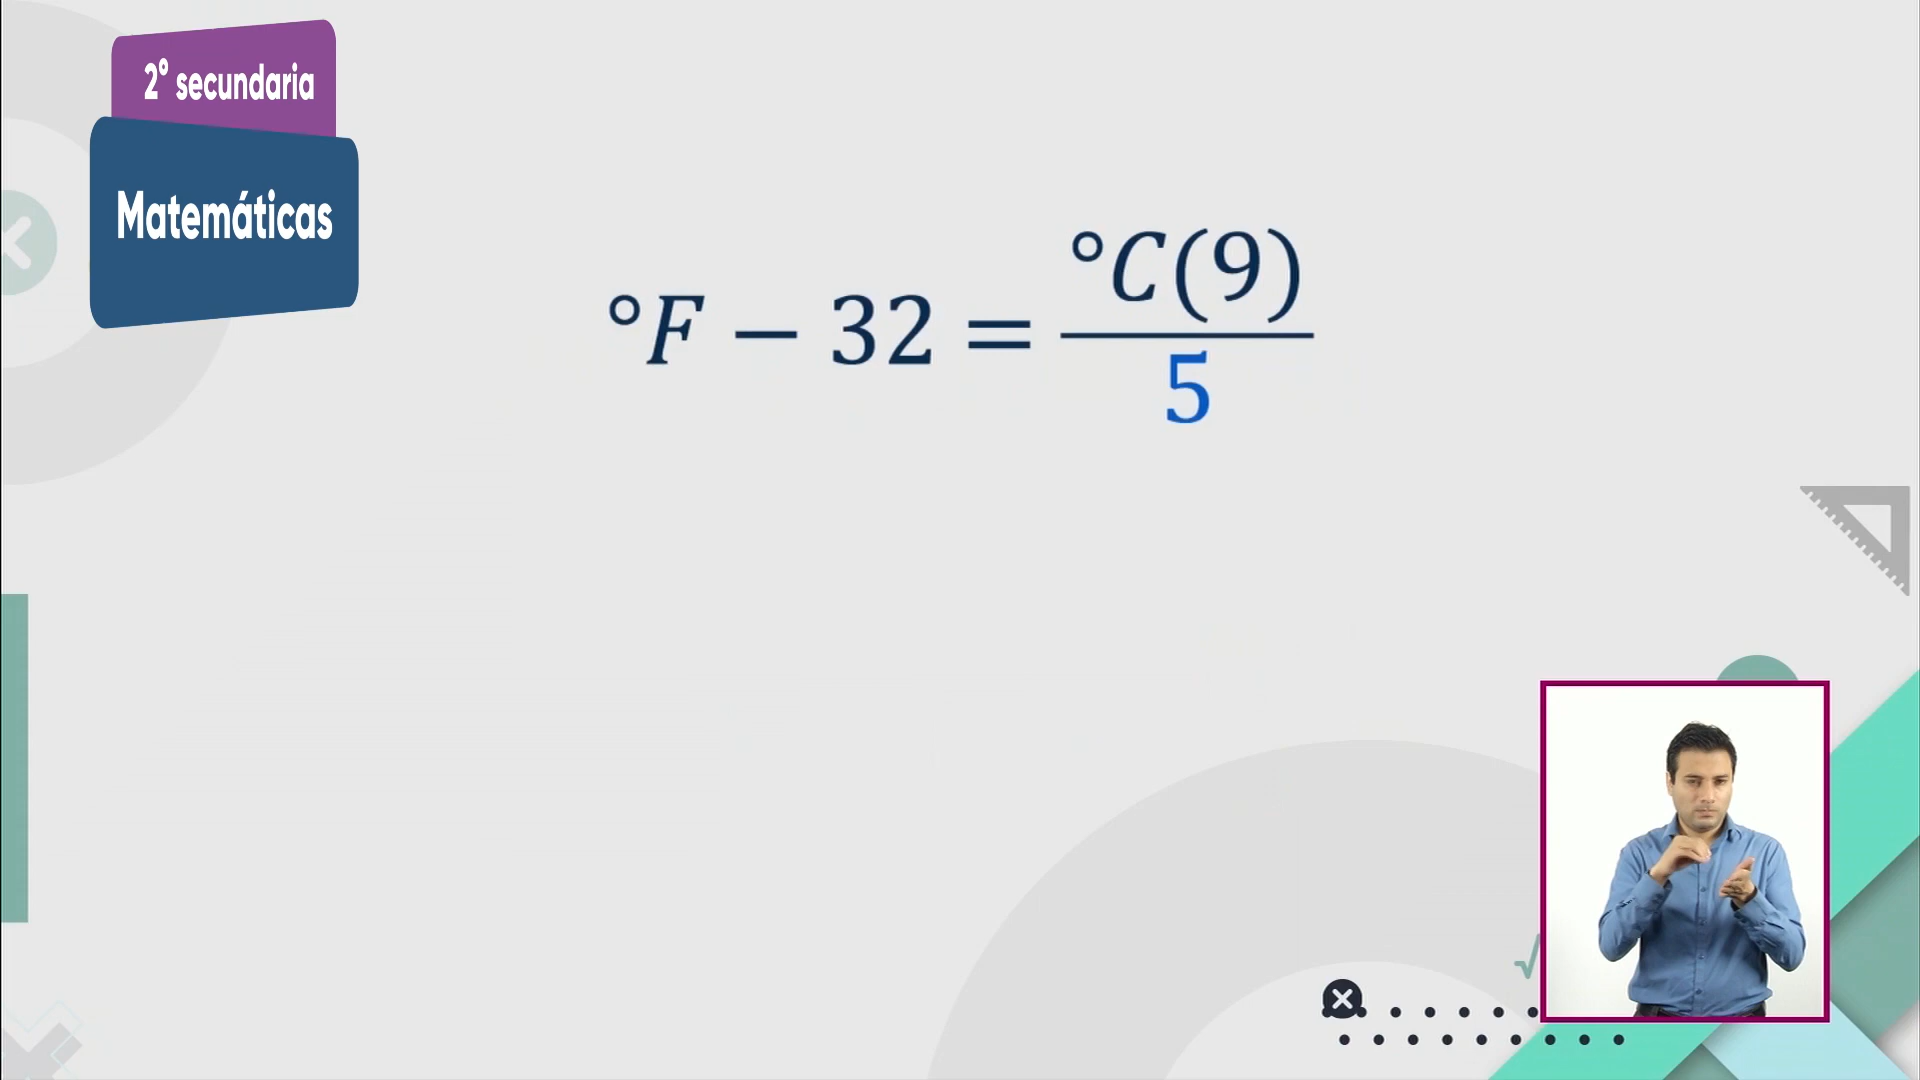 2° secundaria
Matemáticas
°F − 32 = °C(9)
5